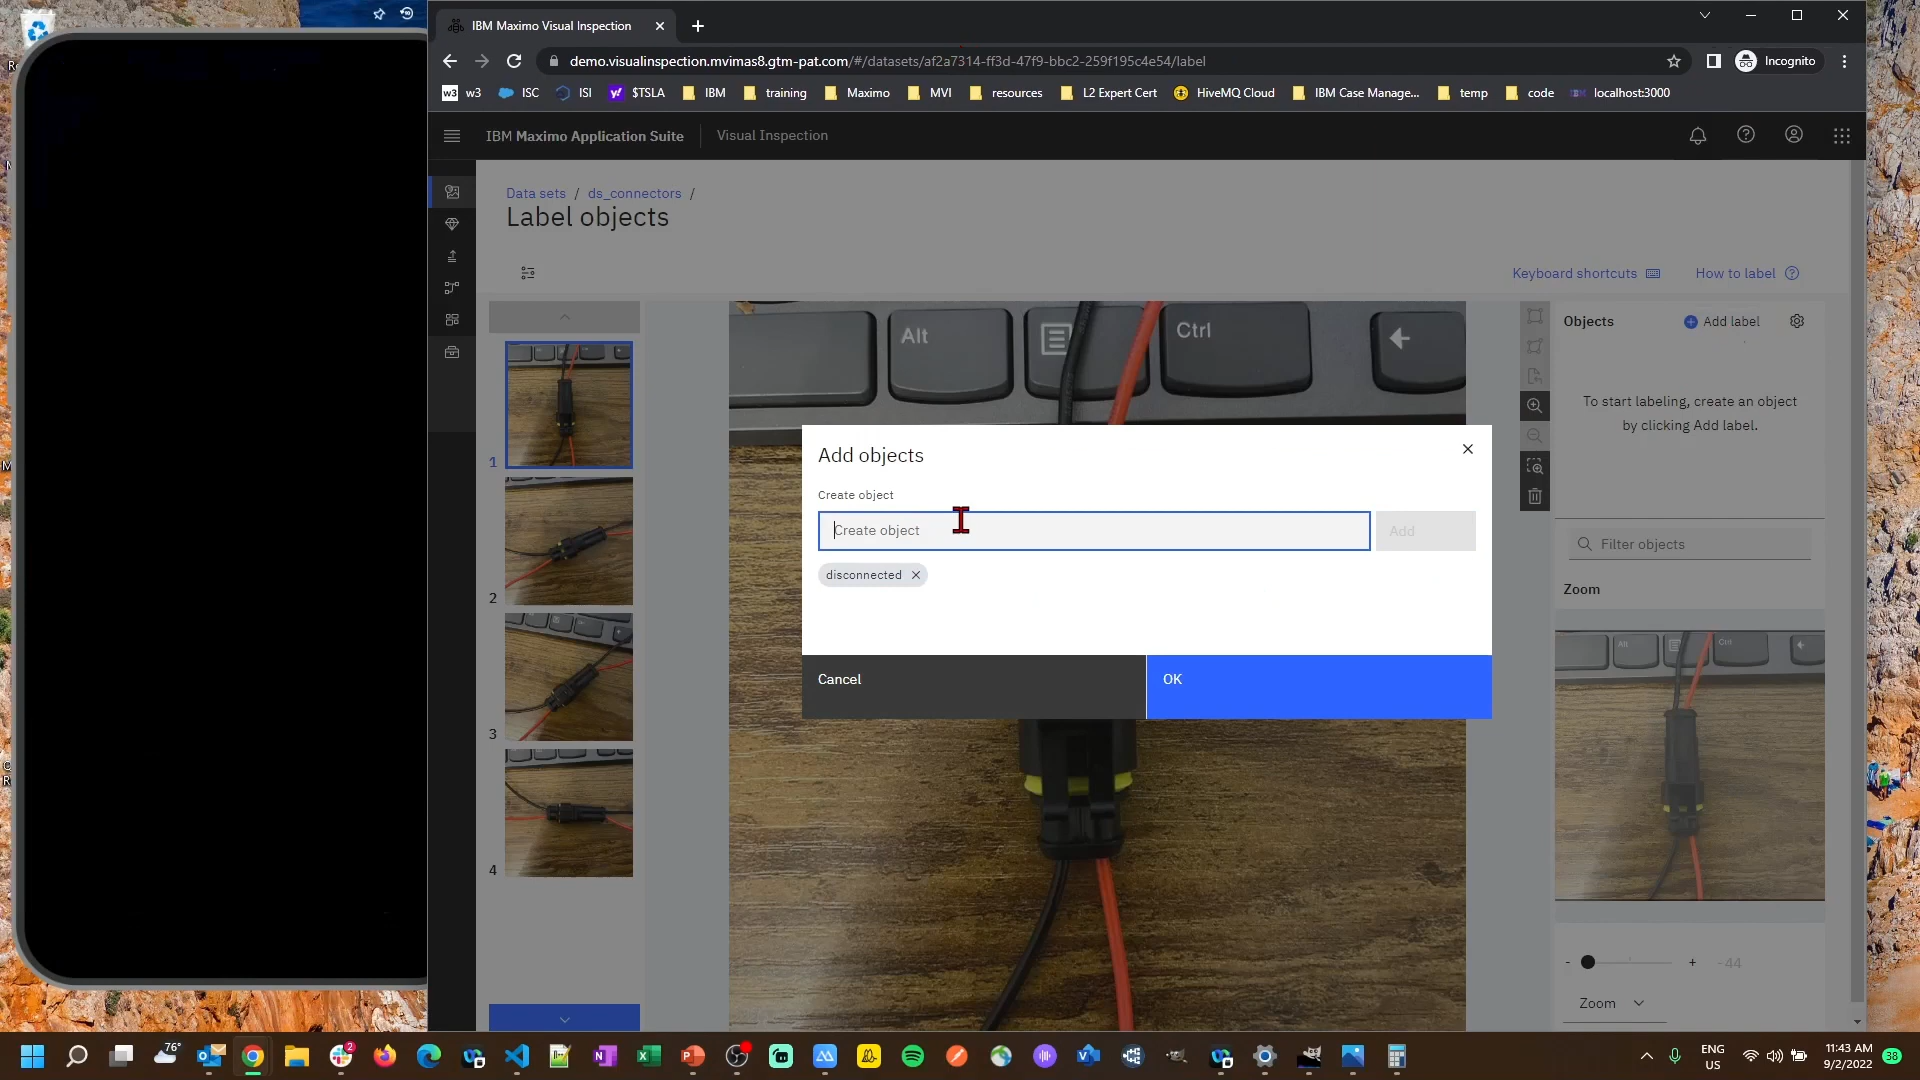 IBM Maximo Visual Inspection
demo.visualinspection.mvimas8.gtm-pat.com/#/datasets/af2a7314-ff3d-47f9-bbc2-259f195c4e54/label
Incognito
w3 w3 ISC ISI $TSLA IBM training Maximo MVI resources L2 Expert Cert HiveMQ Cloud IBM Case Manage... temp code localhost:3000
IBM Maximo Application Suite Visual Inspection
Data sets / ds_connectors /
Label objects
Keyboard shortcuts How to label
Objects Add label
To start labeling, create an object
by clicking Add label.
Filter objects
Zoom
1
2
3
4
Alt Ctrl
Add objects
Create object
Create object Add
disconnected
Cancel OK
- + -44
Zoom
76°
2
ENG
US
11:43 AM
9/2/2022
38